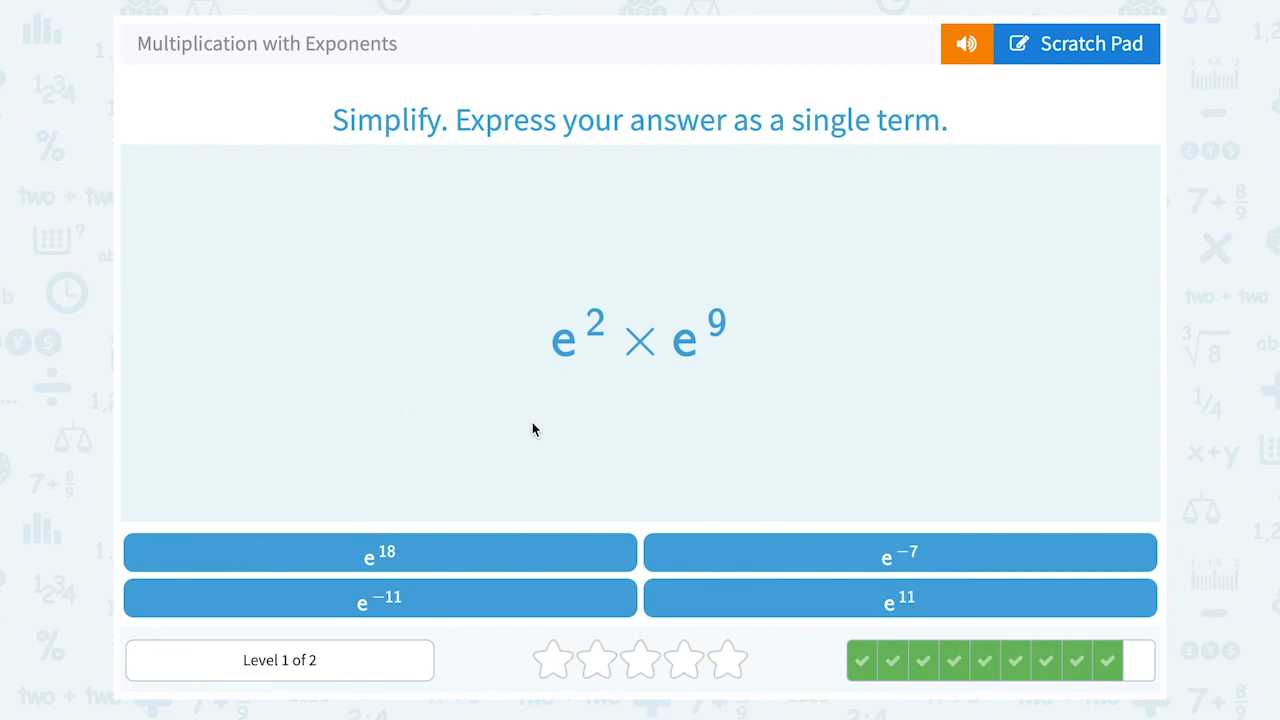 Multiplication with Exponents
Scratch Pad
Simplify. Express your answer as a single term.
e² × e⁹
e¹⁸
e⁻⁷
e⁻¹¹
e¹¹
Level 1 of 2